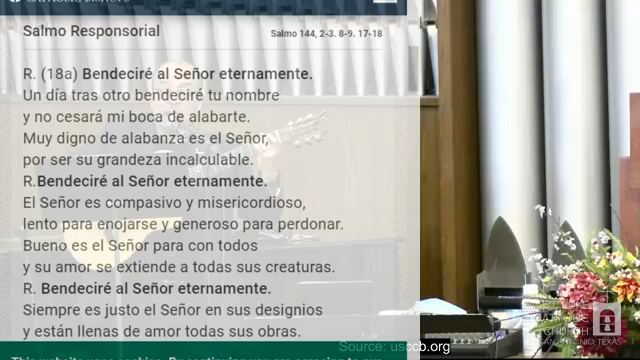 Salmo Responsorial
Salmo 144, 2-3. 8-9. 17-18
R. (18a) Bendeciré al Señor eternamente.
Un día tras otro bendeciré tu nombre
y no cesará mi boca de alabarte.
Muy digno de alabanza es el Señor,
por ser su grandeza incalculable.
R.Bendeciré al Señor eternamente.
El Señor es compasivo y misericordioso,
lento para enojarse y generoso para perdonar.
Bueno es el Señor para con todos
y su amor se extiende a todas sus creaturas.
R. Bendeciré al Señor eternamente.
Siempre es justo el Señor en sus designios
y están llenas de amor todas sus obras.
Source: usccb.org
CHURCH
SAN ANTONIO, TEXAS